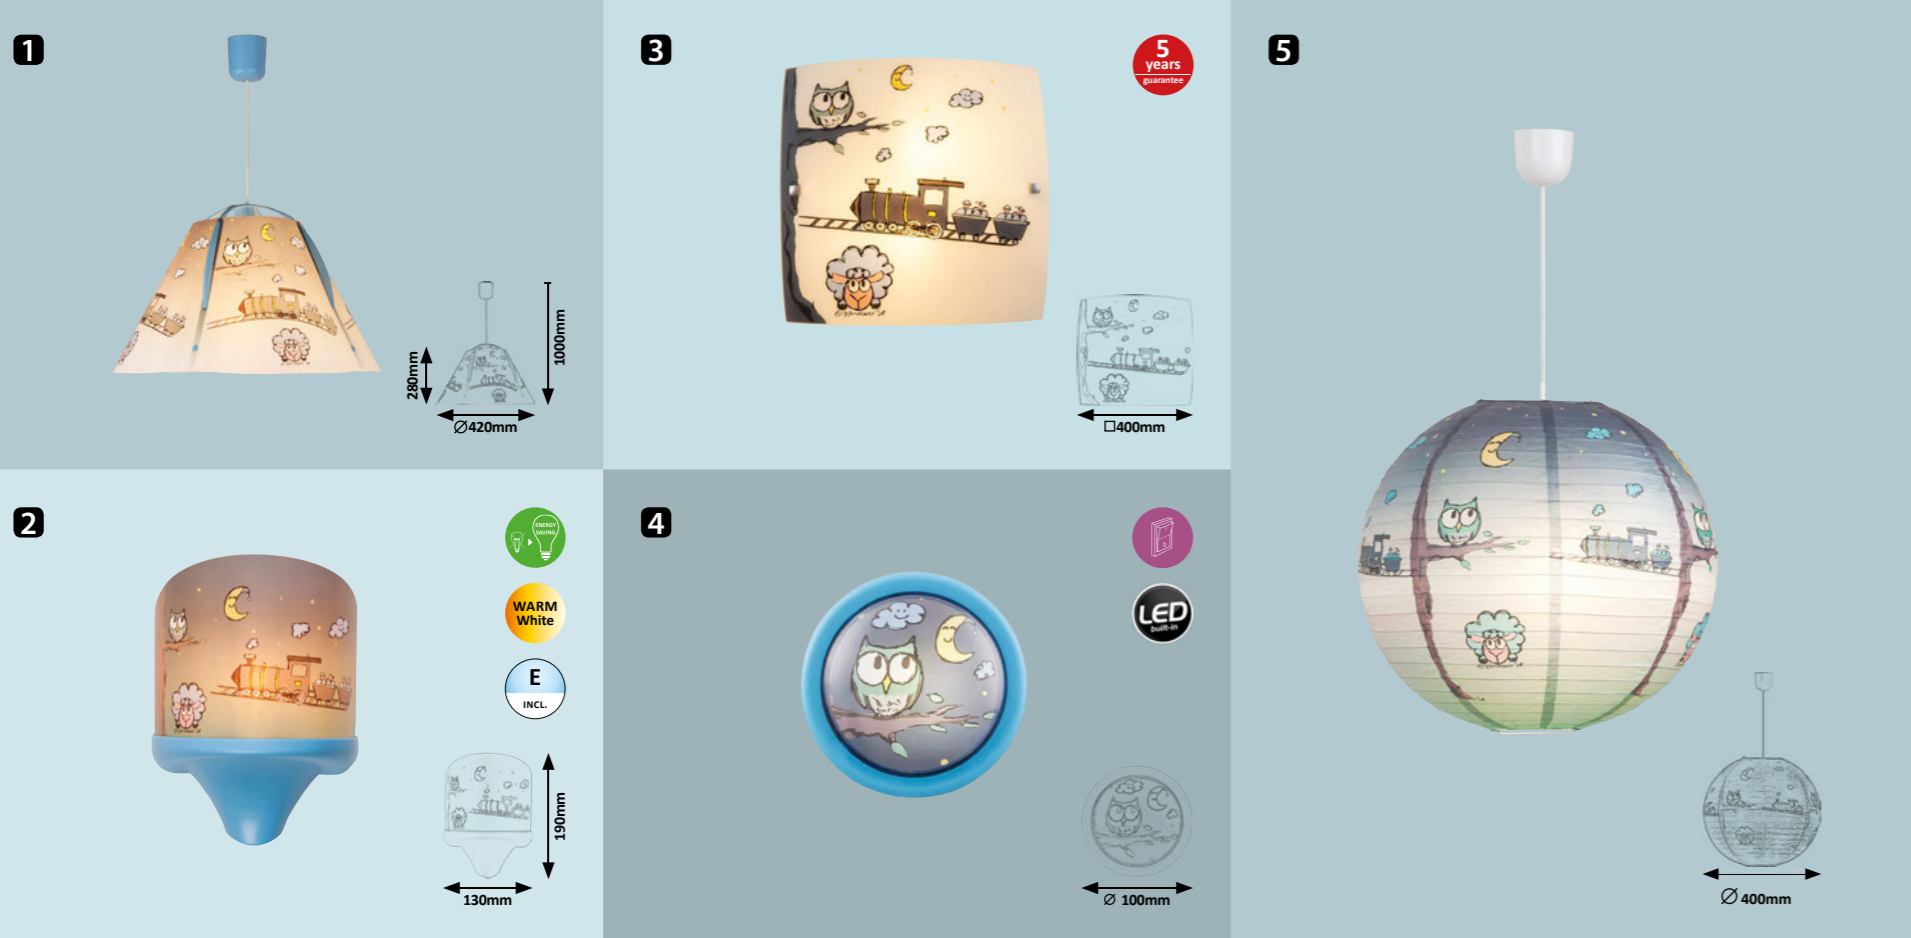 1
280mm
1000mm
Ø420mm
2
ENERGY
SAVING
WARM
White
E
INCL.
190mm
130mm
3
5
years
guarantee
□400mm
4
LED
built-in
Ø 100mm
5
Ø 400mm